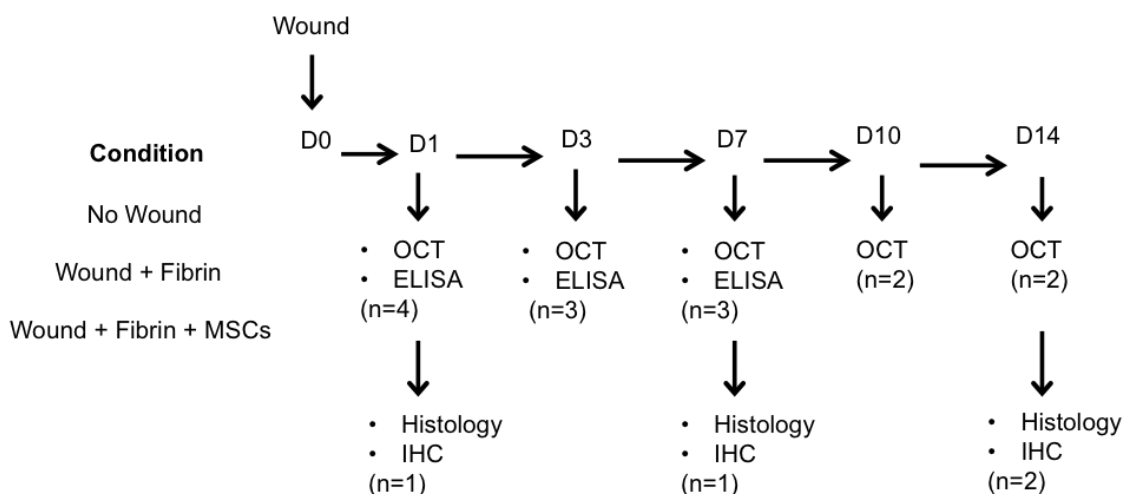 Wound
D0
D1
D3
D7
D10
D14
Condition
No Wound
Wound + Fibrin
Wound + Fibrin + MSCs
• OCT
• ELISA
(n=4)
• OCT
• ELISA
(n=3)
• OCT
• ELISA
(n=3)
OCT
(n=2)
OCT
(n=2)
• Histology
• IHC
(n=1)
• Histology
• IHC
(n=1)
• Histology
• IHC
(n=2)